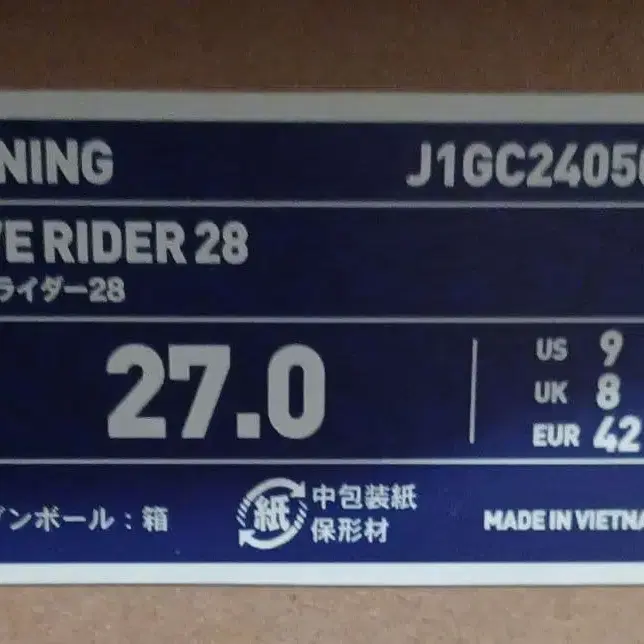 NING J1GC2405
E RIDER 28
ライダー28
27.0
US 9
UK 8
EUR 42
ンボール：箱
紙 中包装紙
保形材
MADE IN VIETNA